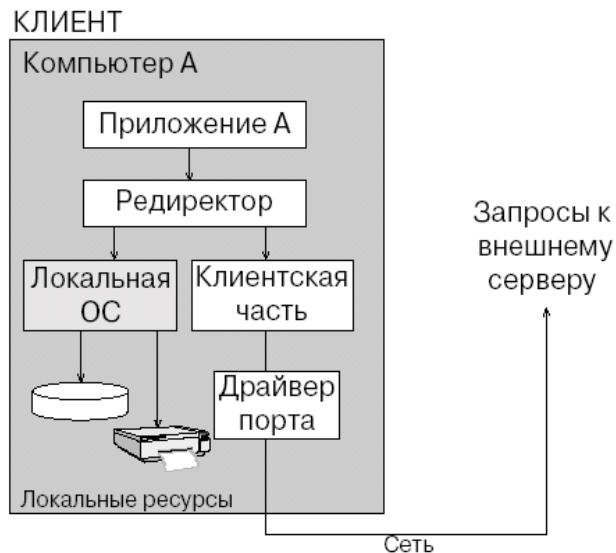 КЛИЕНТ
Компьютер А
Приложение А
Редиректор
Локальная
ОС
Клиентская
часть
Драйвер
порта
Локальные ресурсы
Запросы к
внешнему
серверу
Сеть